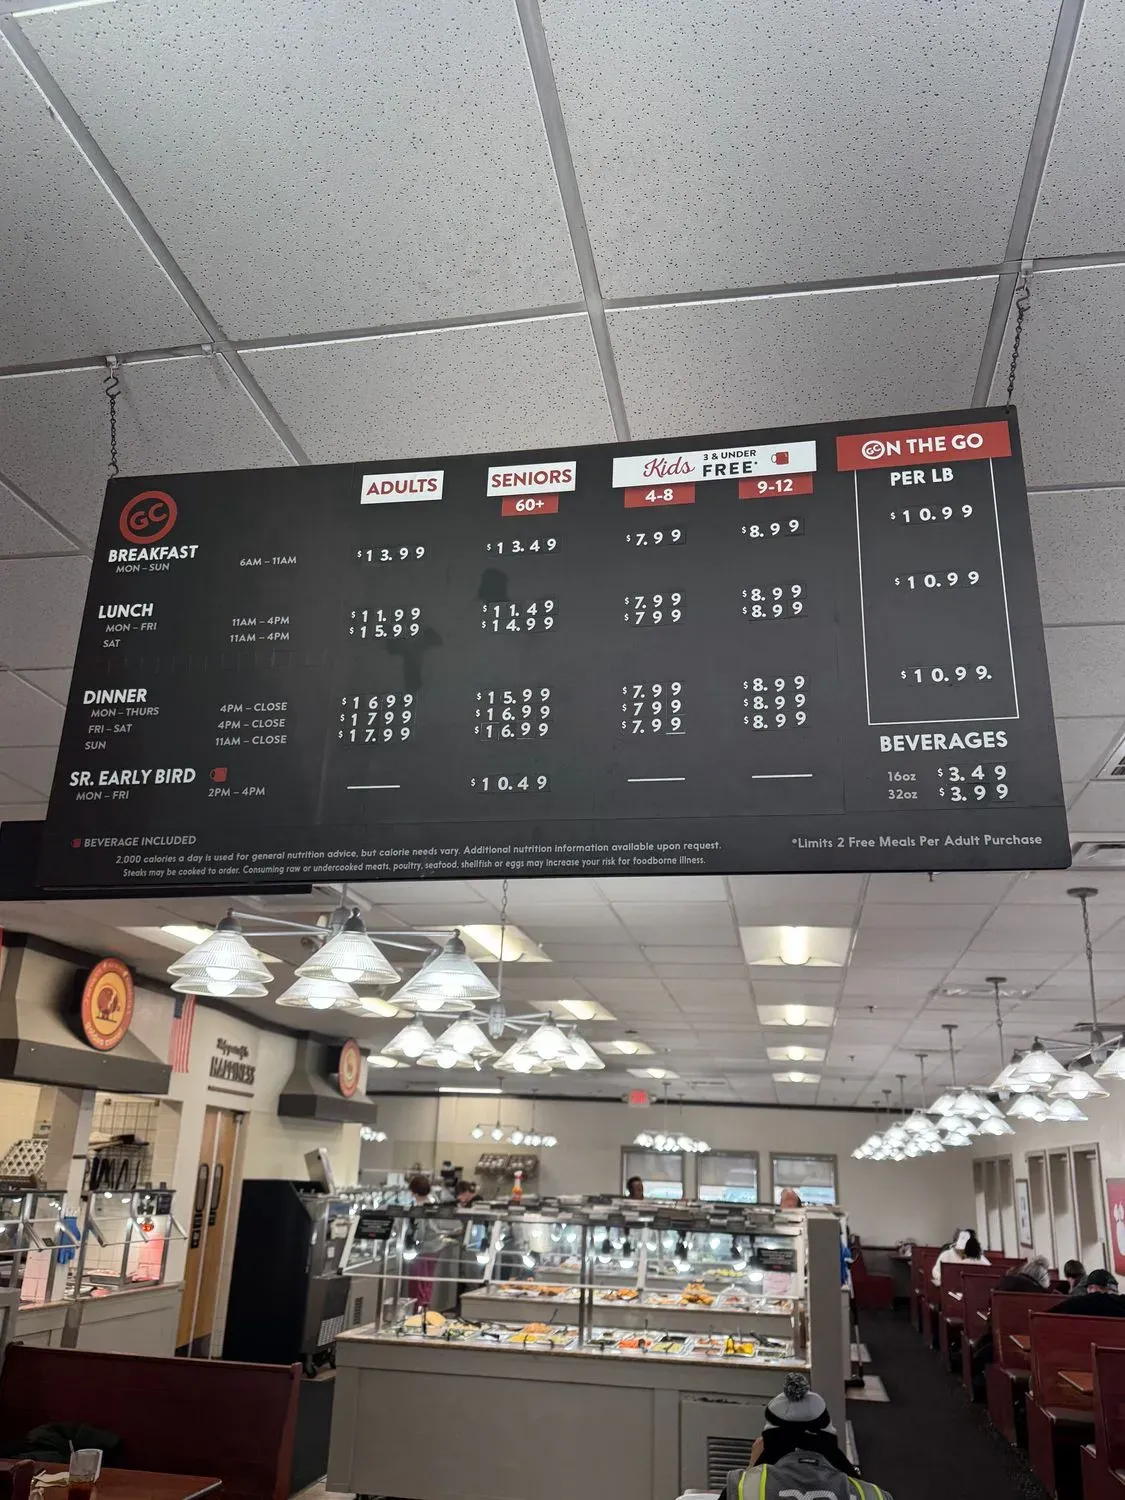 ADULTS
SENIORS
60+
Kids 3 & UNDER FREE*
4-8
9-12
GC ON THE GO
PER LB
GC
BREAKFAST
MON – SUN 6AM – 11AM $13.99 $13.49 $7.99 $8.99 $10.99
LUNCH
MON – FRI 11AM – 4PM $11.99 $11.49 $7.99 $8.99 $10.99
SAT 11AM – 4PM $15.99 $14.99 $799 $8.99
DINNER
MON – THURS 4PM – CLOSE $1699 $15.99 $7.99 $8.99 $10.99.
FRI – SAT 4PM – CLOSE $1799 $16.99 $799 $8.99
SUN 11AM – CLOSE $17.99 $16.99 $7.99 $8.99
SR. EARLY BIRD
MON – FRI 2PM – 4PM $10.49
BEVERAGES
16oz $3.49
32oz $3.99
BEVERAGE INCLUDED
2,000 calories a day is used for general nutrition advice, but calorie needs vary. Additional nutrition information available upon request.
Steaks may be cooked to order. Consuming raw or undercooked meats, poultry, seafood, shellfish or eggs may increase your risk for foodborne illness.
*Limits 2 Free Meals Per Adult Purchase
HAPPINESS